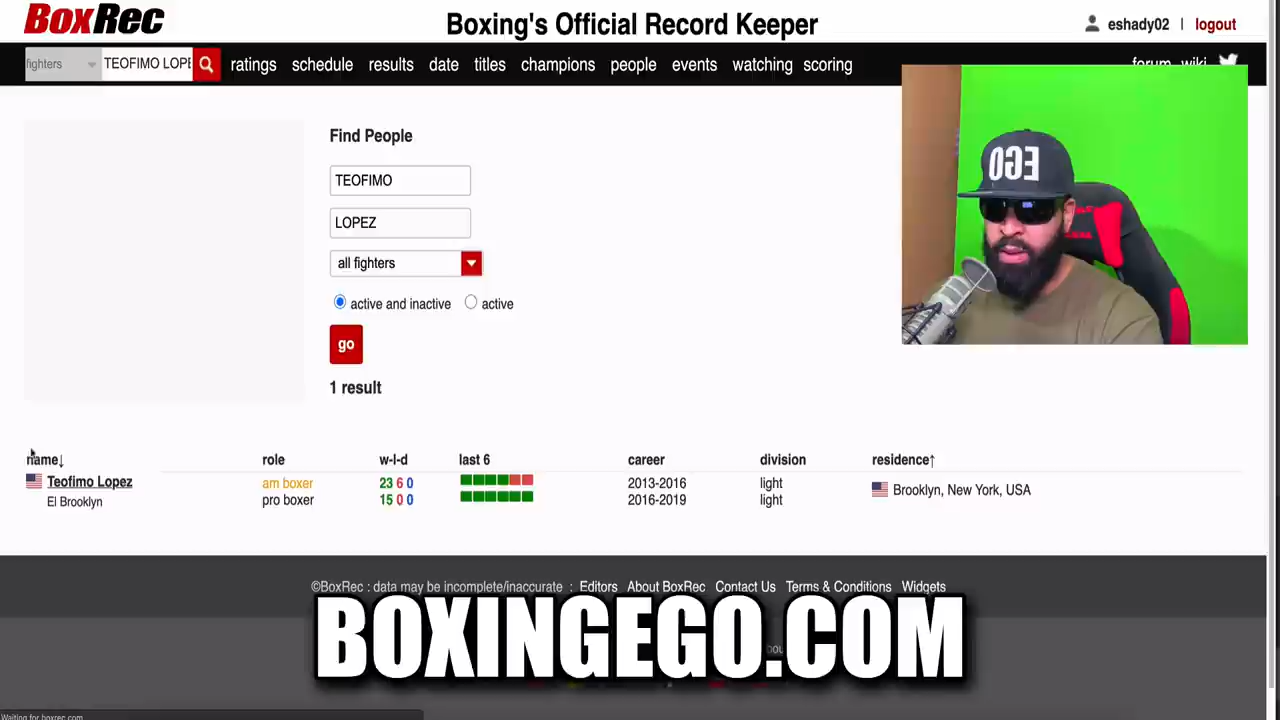 BoxRec
Boxing's Official Record Keeper
eshady02 | logout
fighters TEOFIMO LOPE ratings schedule results date titles champions people events watching scoring forum wiki
Find People
TEOFIMO
EGO
LOPEZ
all fighters
active and inactive active
go
1 result
name↓ role w-l-d last 6 career division residence↑
Teofimo Lopez am boxer 23 6 0 2013-2016 light Brooklyn, New York, USA
El Brooklyn pro boxer 15 0 0 2016-2019 light
©BoxRec : data may be incomplete/inaccurate : Editors About BoxRec Contact Us Terms & Conditions Widgets
BOXINGEGO.COM
Waiting for boxrec.com